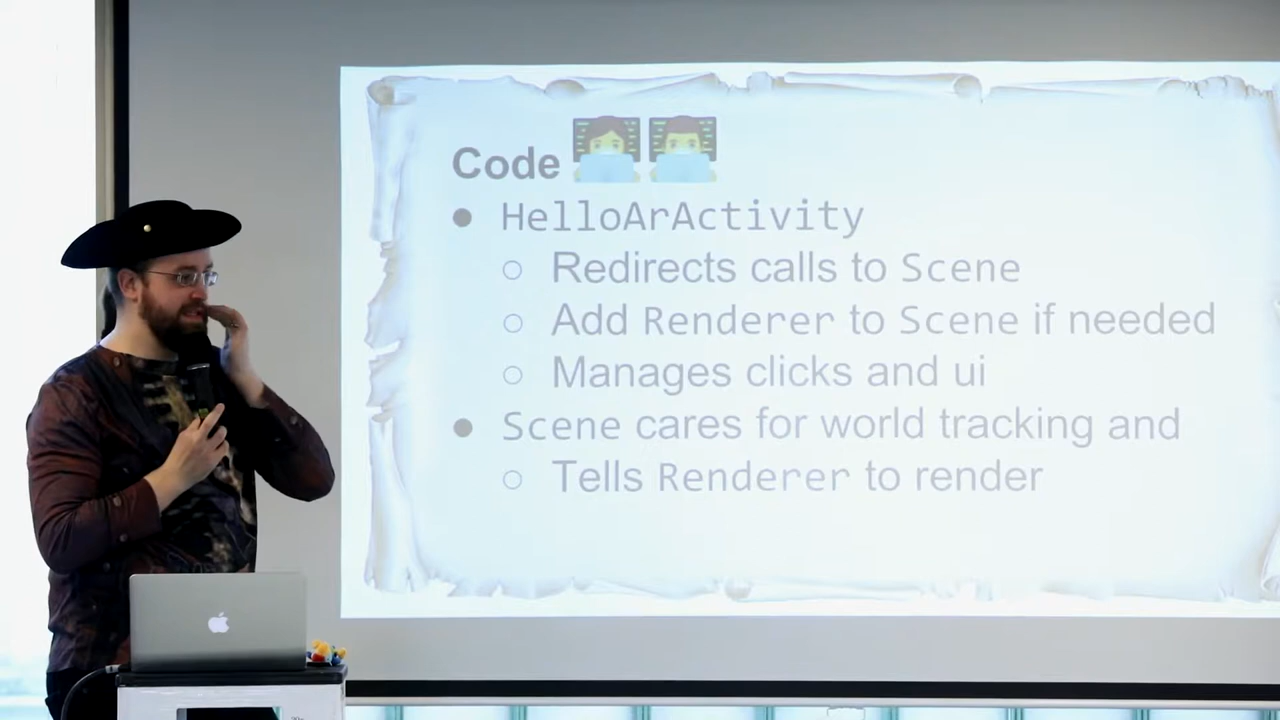 Code
HelloArActivity
Redirects calls to Scene
Add Renderer to Scene if needed
Manages clicks and ui
Scene cares for world tracking and
Tells Renderer to render